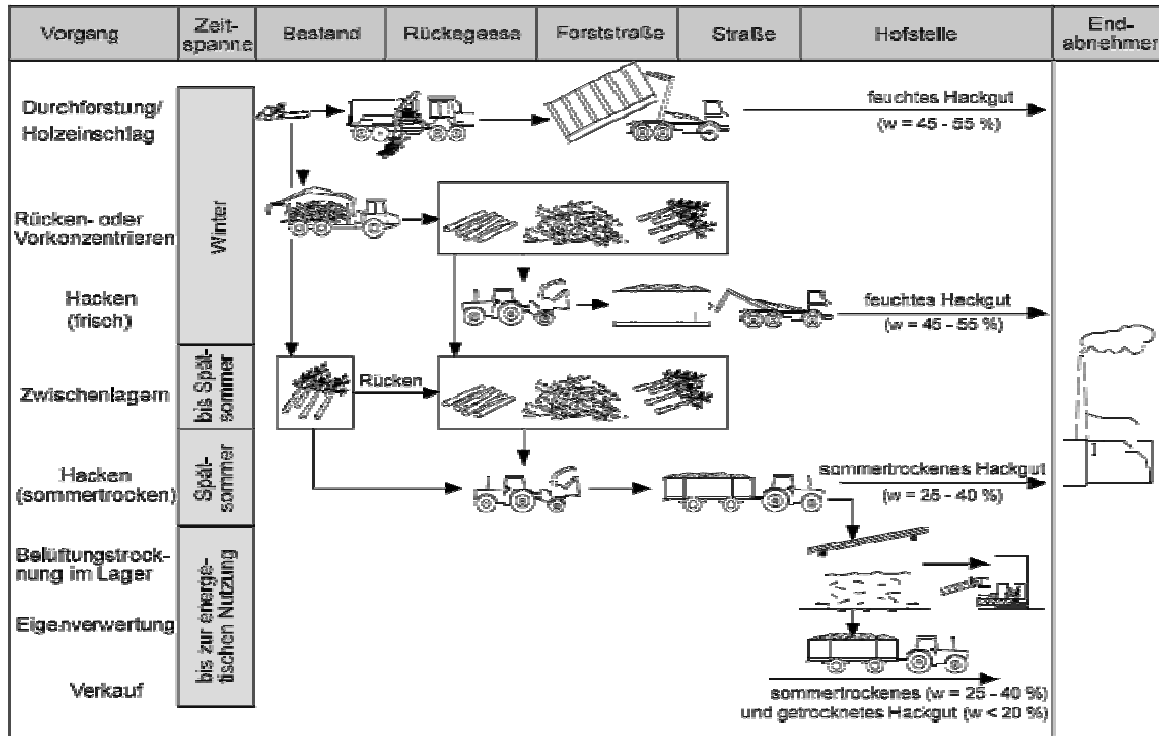 Vorgang
Zeit-
spanne
Bestand
Rückegasse
Forststraße
Straße
Hofstelle
End-
abnehmer
Durchforstung/
Holzeinschlag
Winter
feuchtes Hackgut
(w = 45 - 55 %)
Rücken- oder
Vorkonzentriieren
Hacken
(frisch)
feuchtes Hackgut
(w = 45 - 55 %)
Zwischenlagern
bis Spät-
sommer
Rücken
Hacken
(sommertrocken)
Spät-
sommer
sommertrockenes Hackgut
(w = 25 - 40 %)
Belüftungstrock-
nung im Lager
Eigenverwertung
Verkauf
bis zur energe-
tischen Nutzung
sommertrockenes (w = 25 - 40 %)
und getrocknetes Hackgut (w < 20 %)